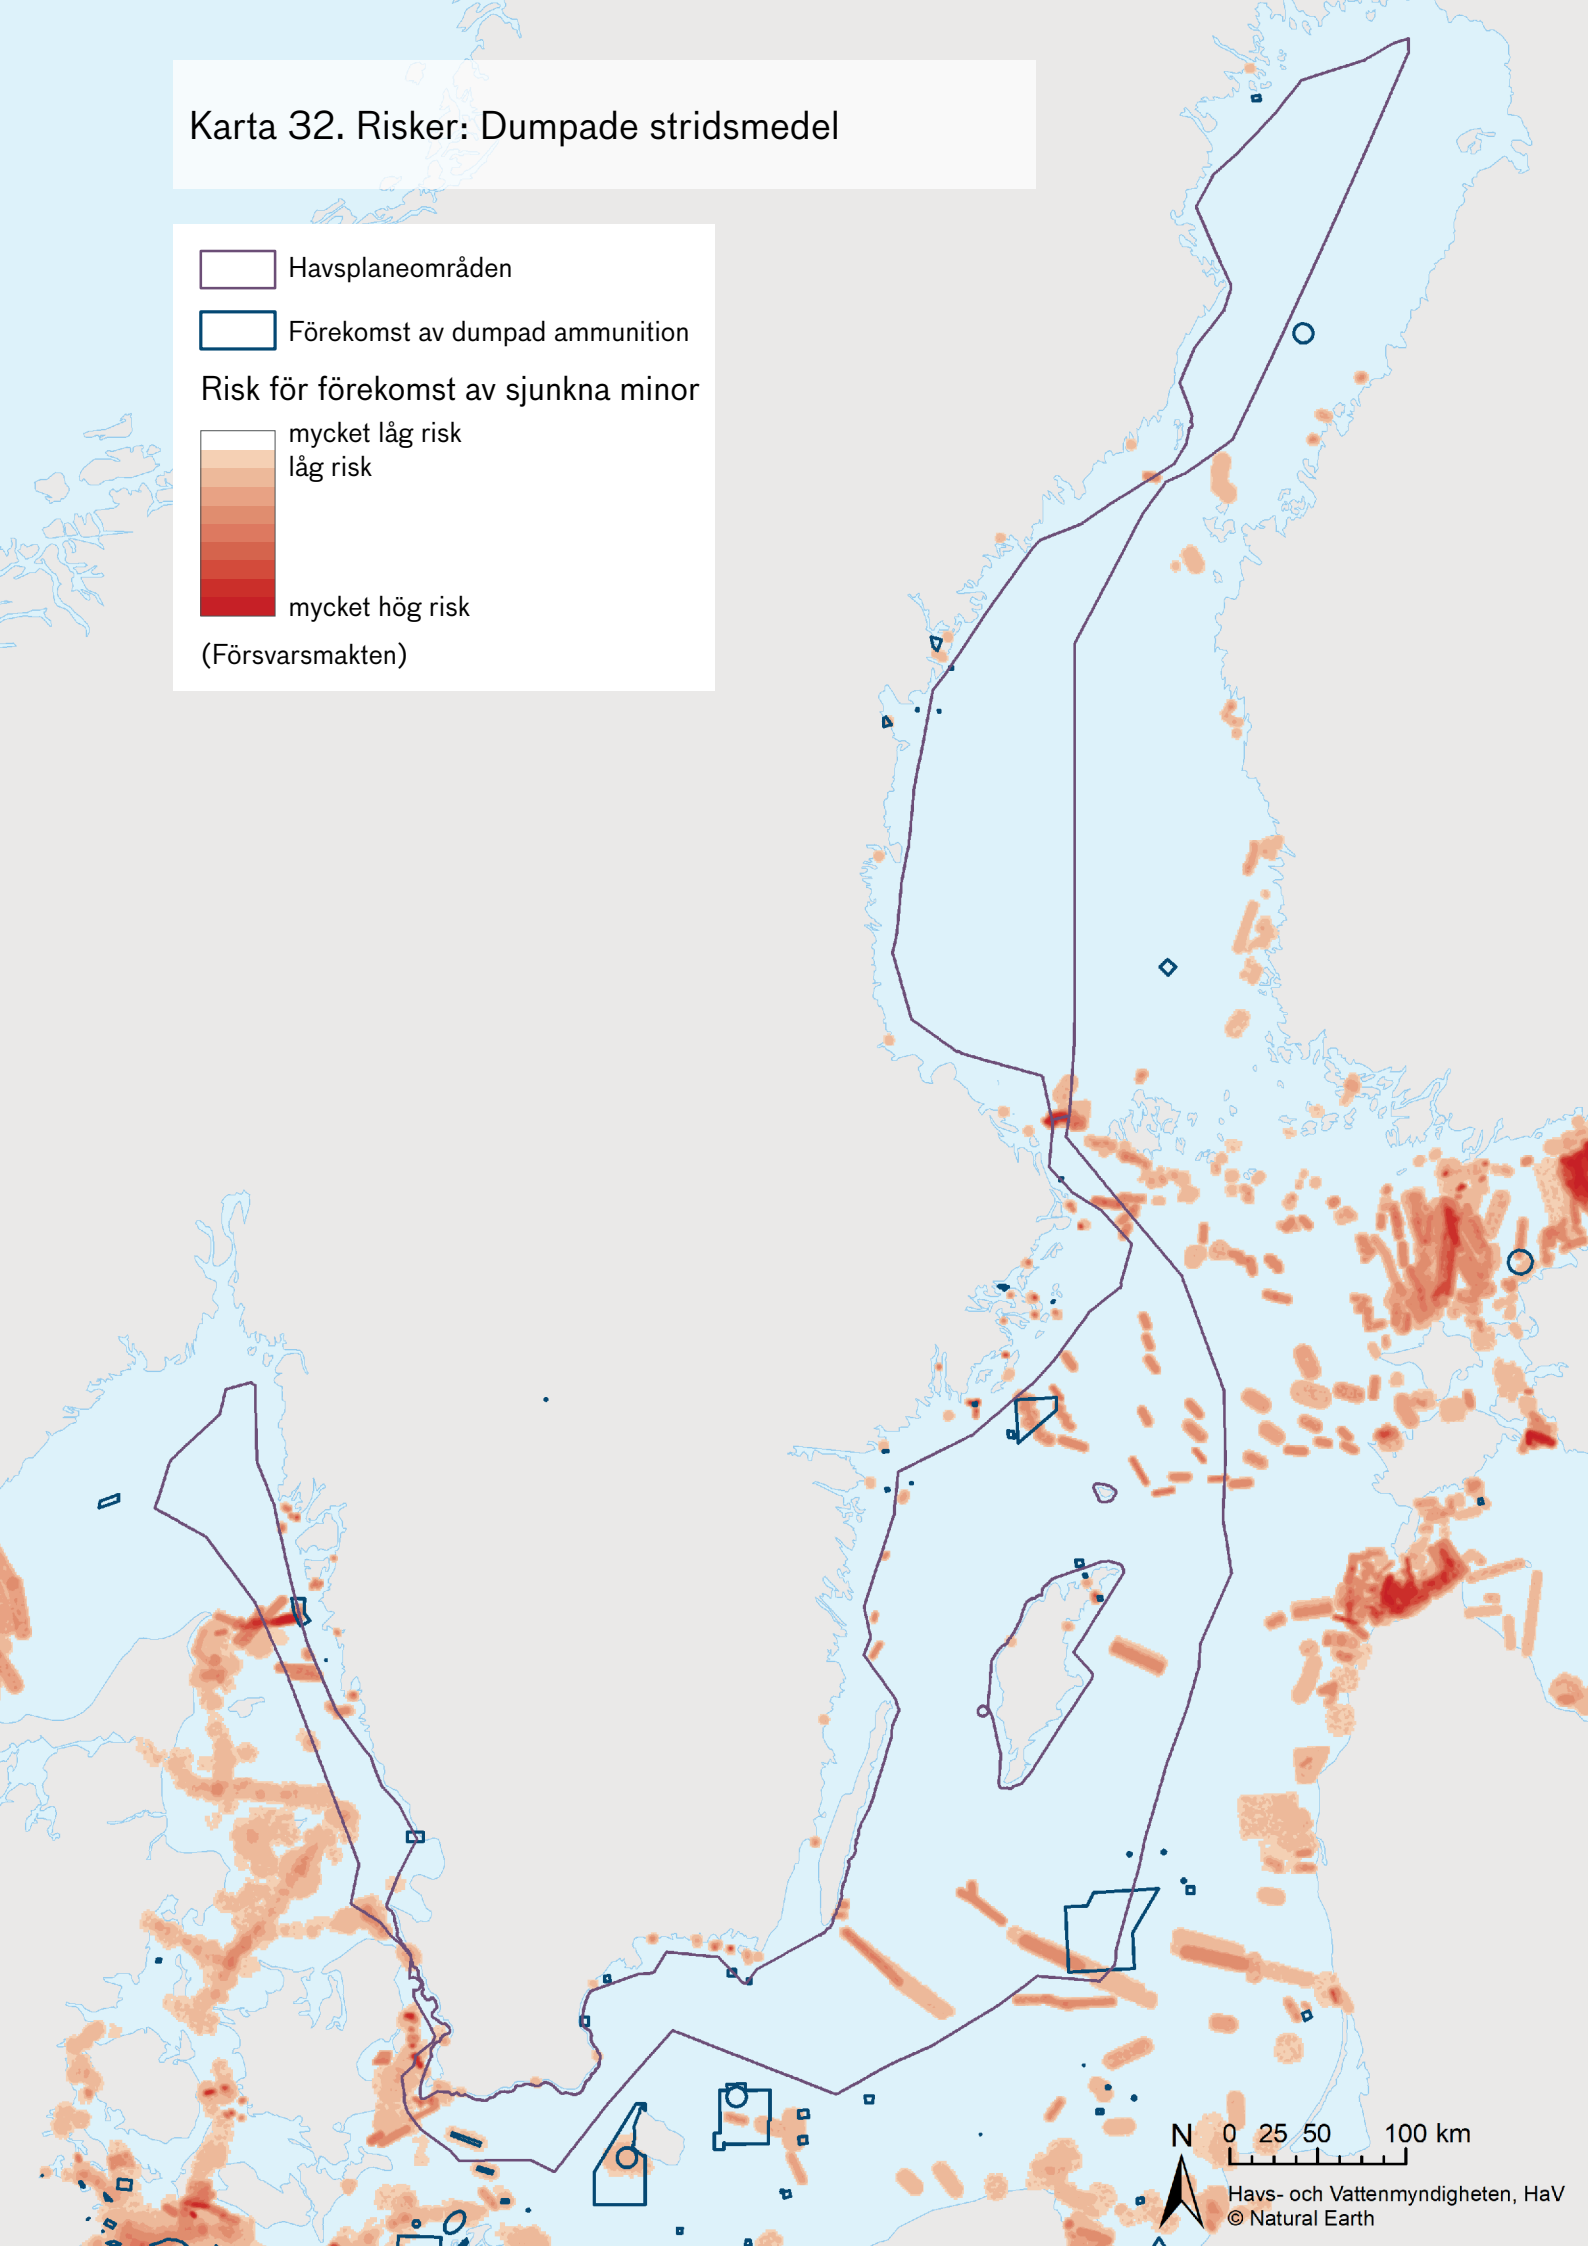 Karta 32. Risker: Dumpade stridsmedel
Havsplaneområden
Förekomst av dumpad ammunition
Risk för förekomst av sjunkna minor
mycket låg risk
låg risk
mycket hög risk
(Försvarsmakten)
N 0 25 50 100 km
Havs- och Vattenmyndigheten, HaV
© Natural Earth